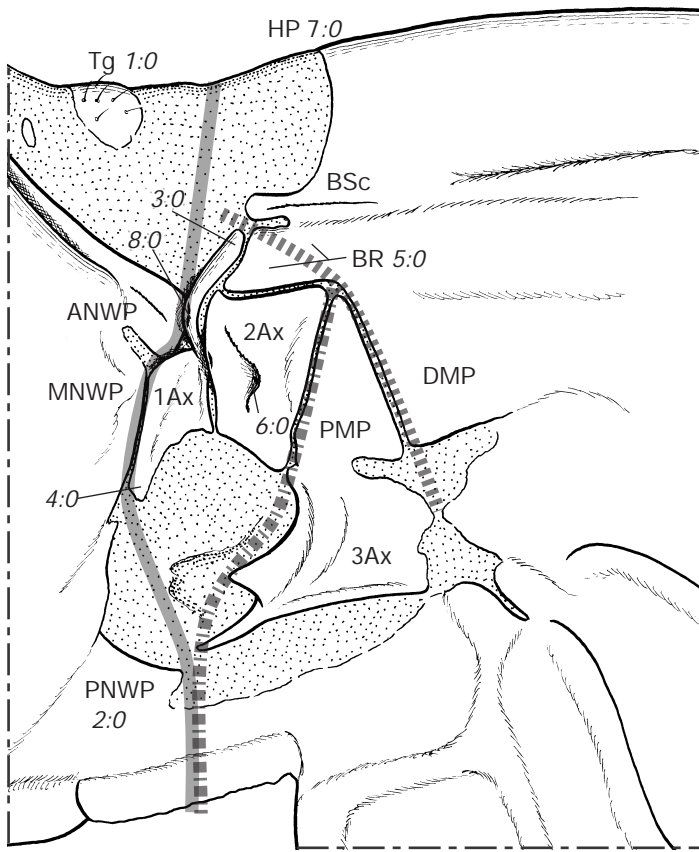 HP 7:0
Tg 1:0
BSc
3:0
8:0
BR 5:0
ANWP
2Ax
MNWP
1Ax
DMP
6:0
PMP
4:0
3Ax
PNWP
2:0